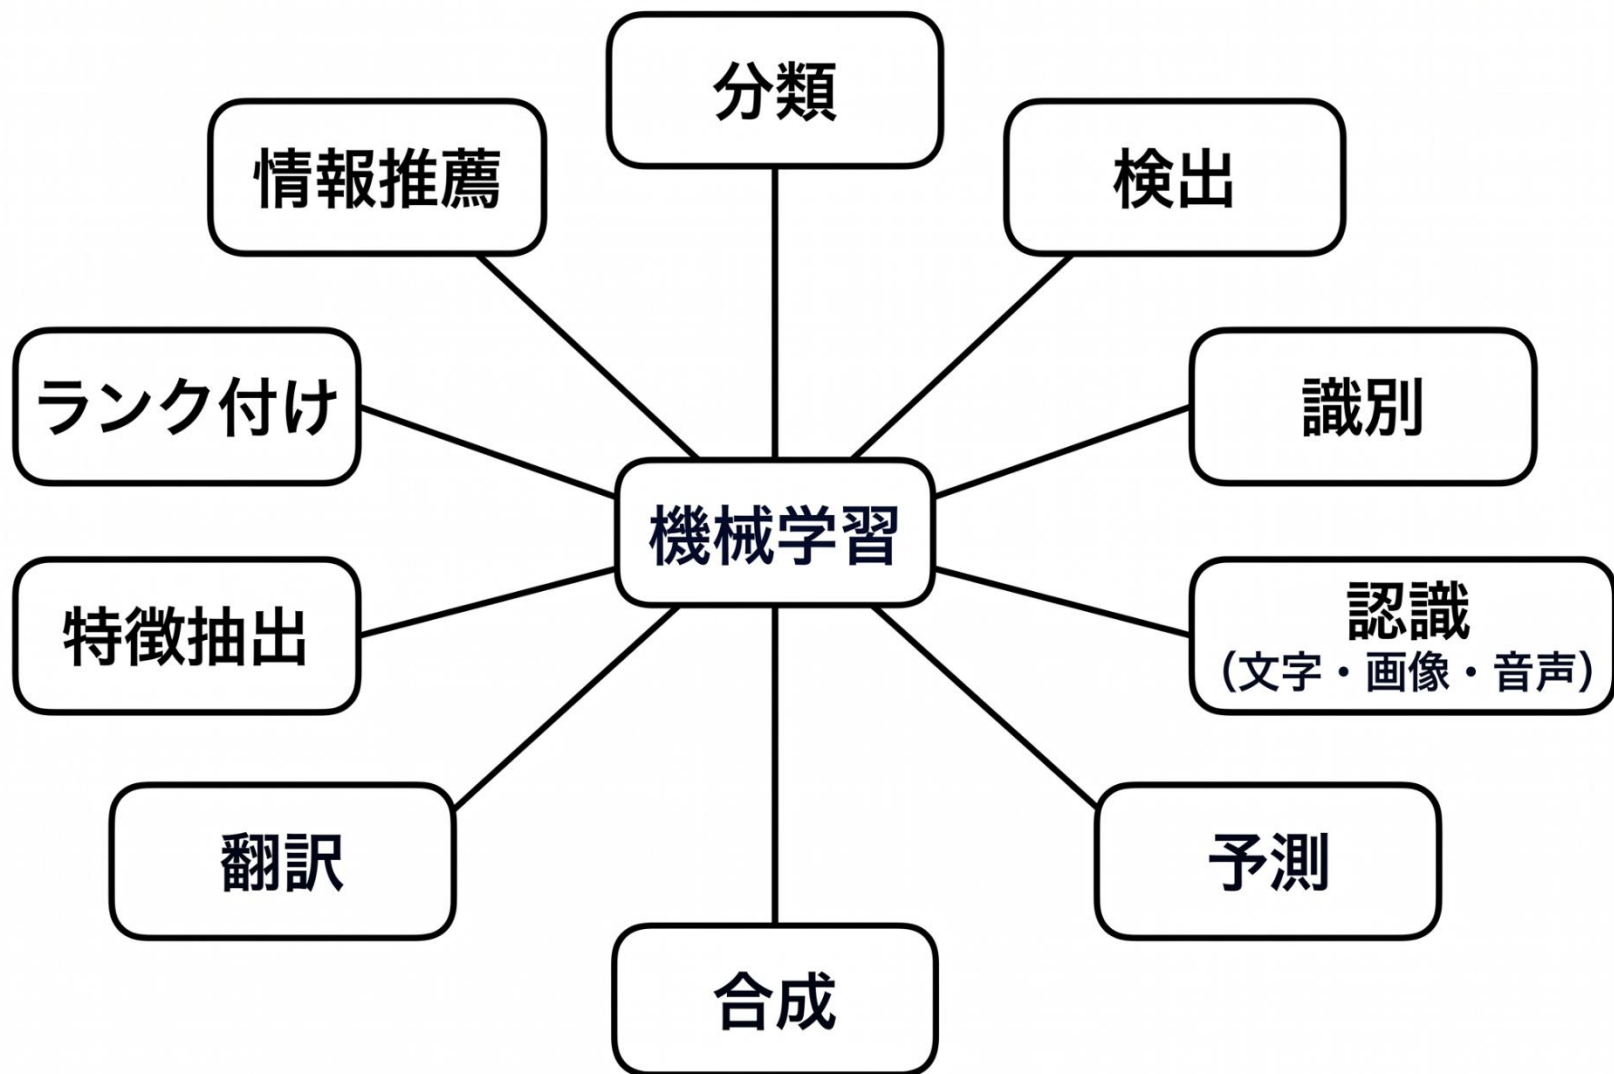 分類
情報推薦
検出
ランク付け
識別
機械学習
特徴抽出
認識
（文字・画像・音声）
翻訳
予測
合成